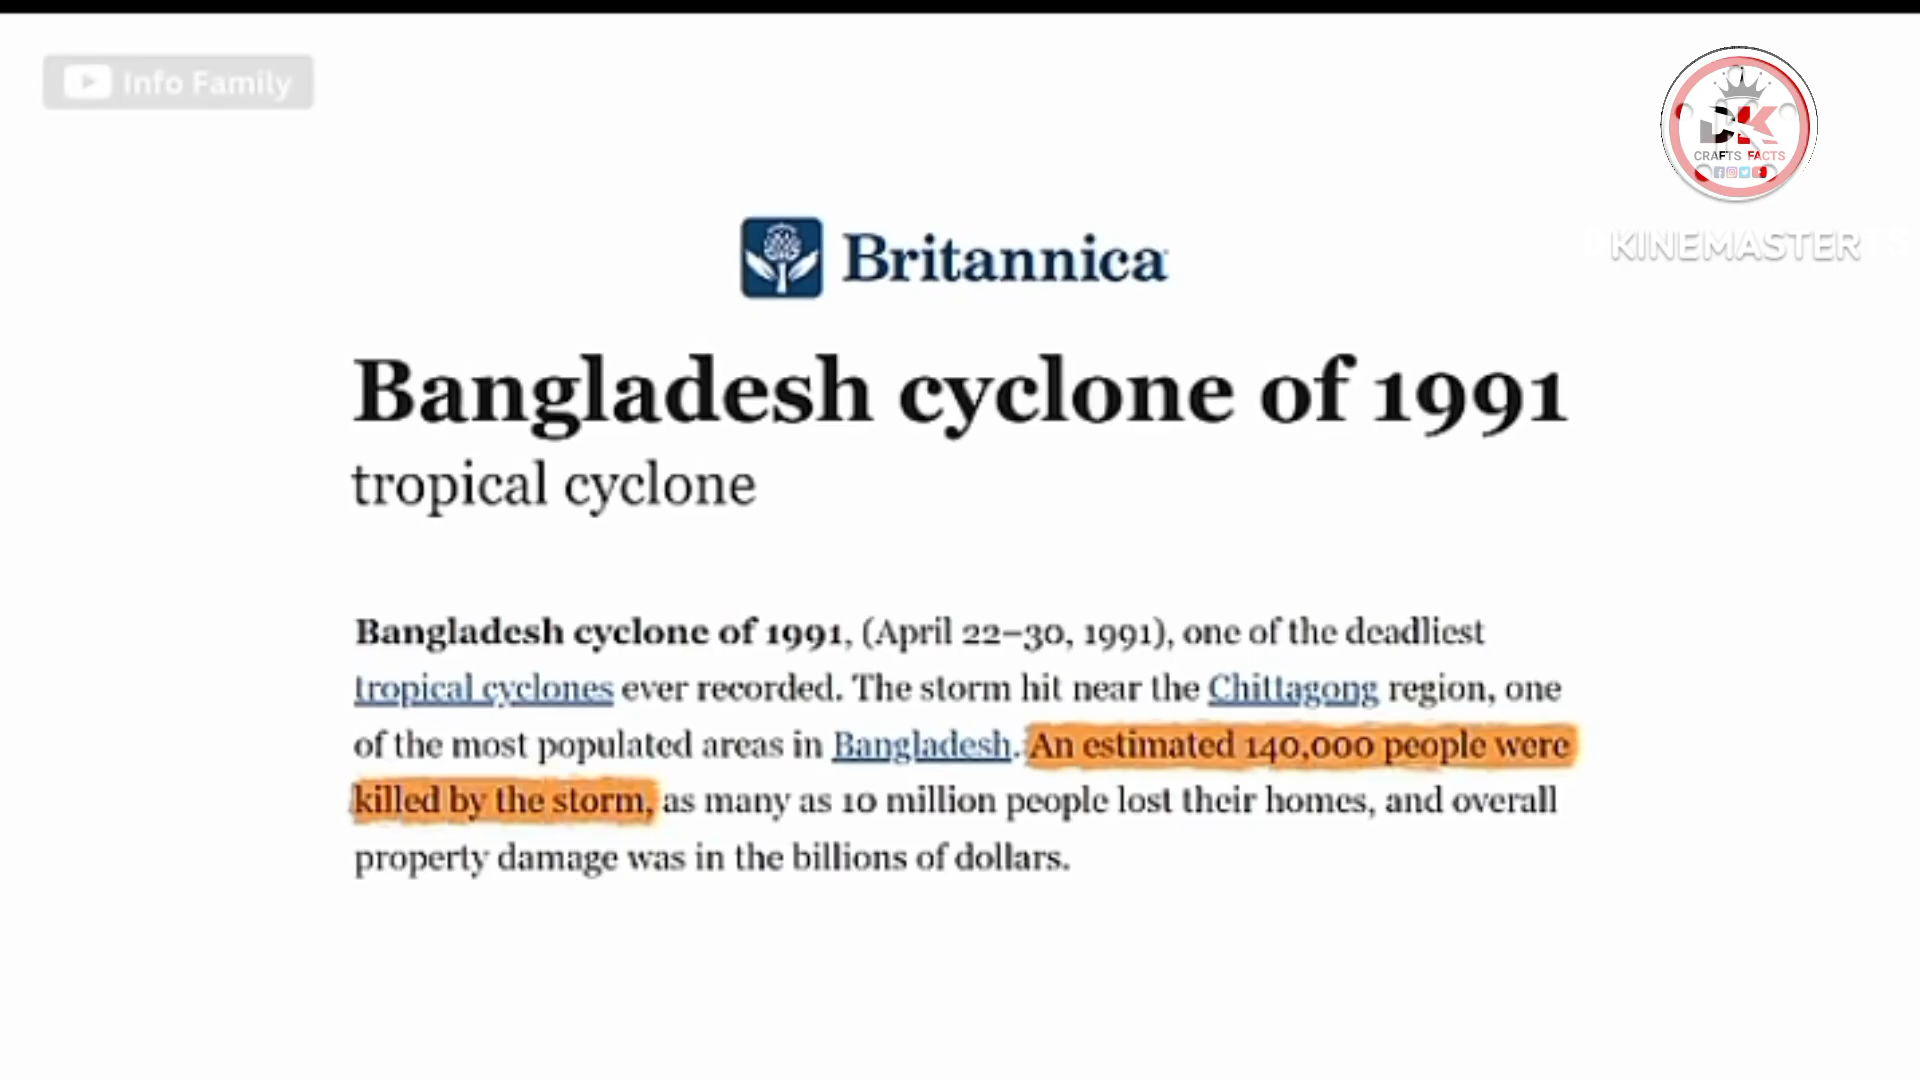 Info Family
DK
CRAFTS FACTS
KINEMASTER
Britannica
Bangladesh cyclone of 1991
tropical cyclone
Bangladesh cyclone of 1991, (April 22–30, 1991), one of the deadliest
tropical cyclones ever recorded. The storm hit near the Chittagong region, one
of the most populated areas in Bangladesh. An estimated 140,000 people were
killed by the storm, as many as 10 million people lost their homes, and overall
property damage was in the billions of dollars.